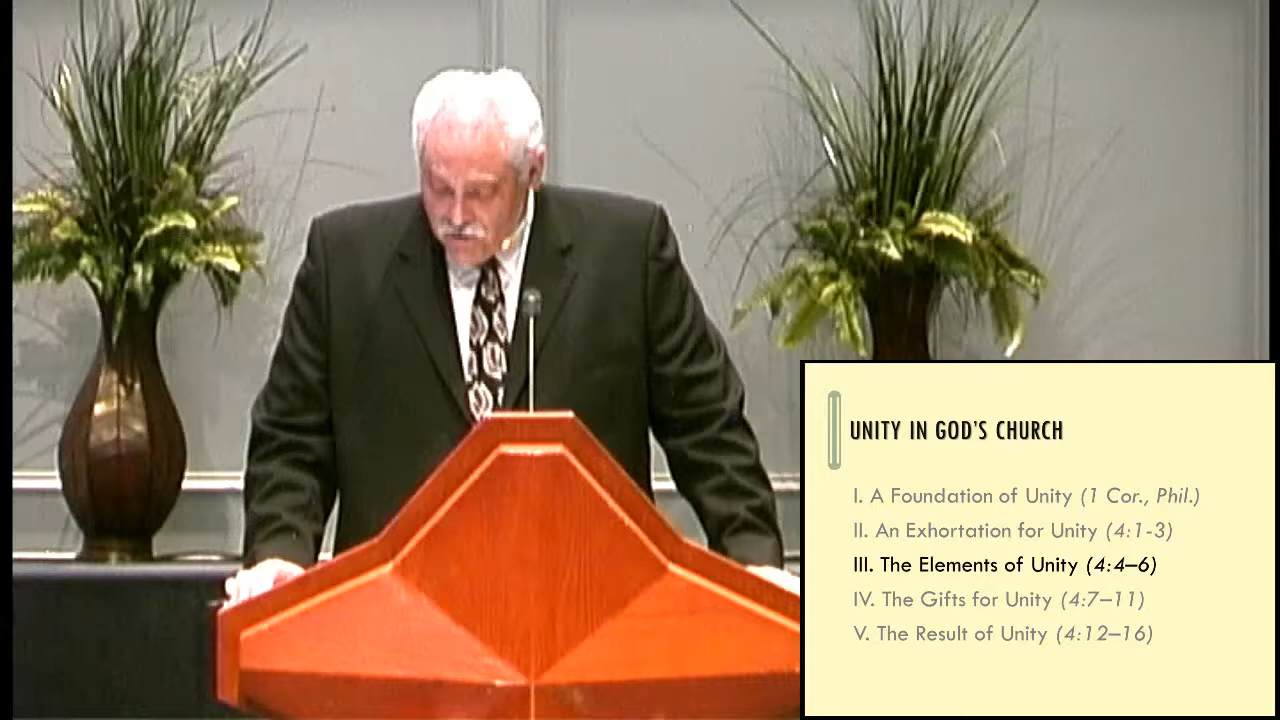 UNITY IN GOD'S CHURCH
I. A Foundation of Unity (1 Cor., Phil.)
II. An Exhortation for Unity (4:1-3)
III. The Elements of Unity (4:4–6)
IV. The Gifts for Unity (4:7–11)
V. The Result of Unity (4:12–16)